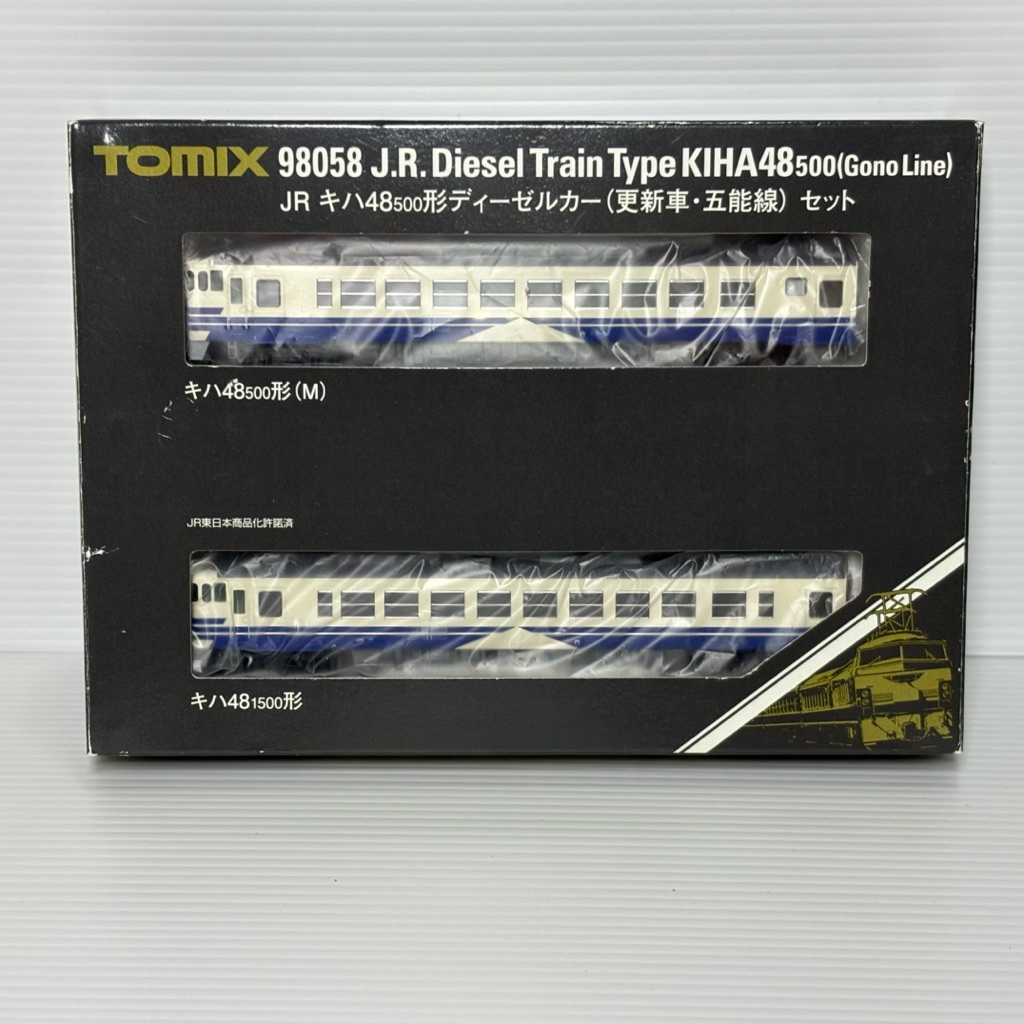 TOMIX 98058 J.R. Diesel Train Type KIHA48500(Gono Line)
JR キハ48500形ディーゼルカー(更新車・五能線) セット
キハ48500形(M)
JR東日本商品化許諾済
キハ481500形